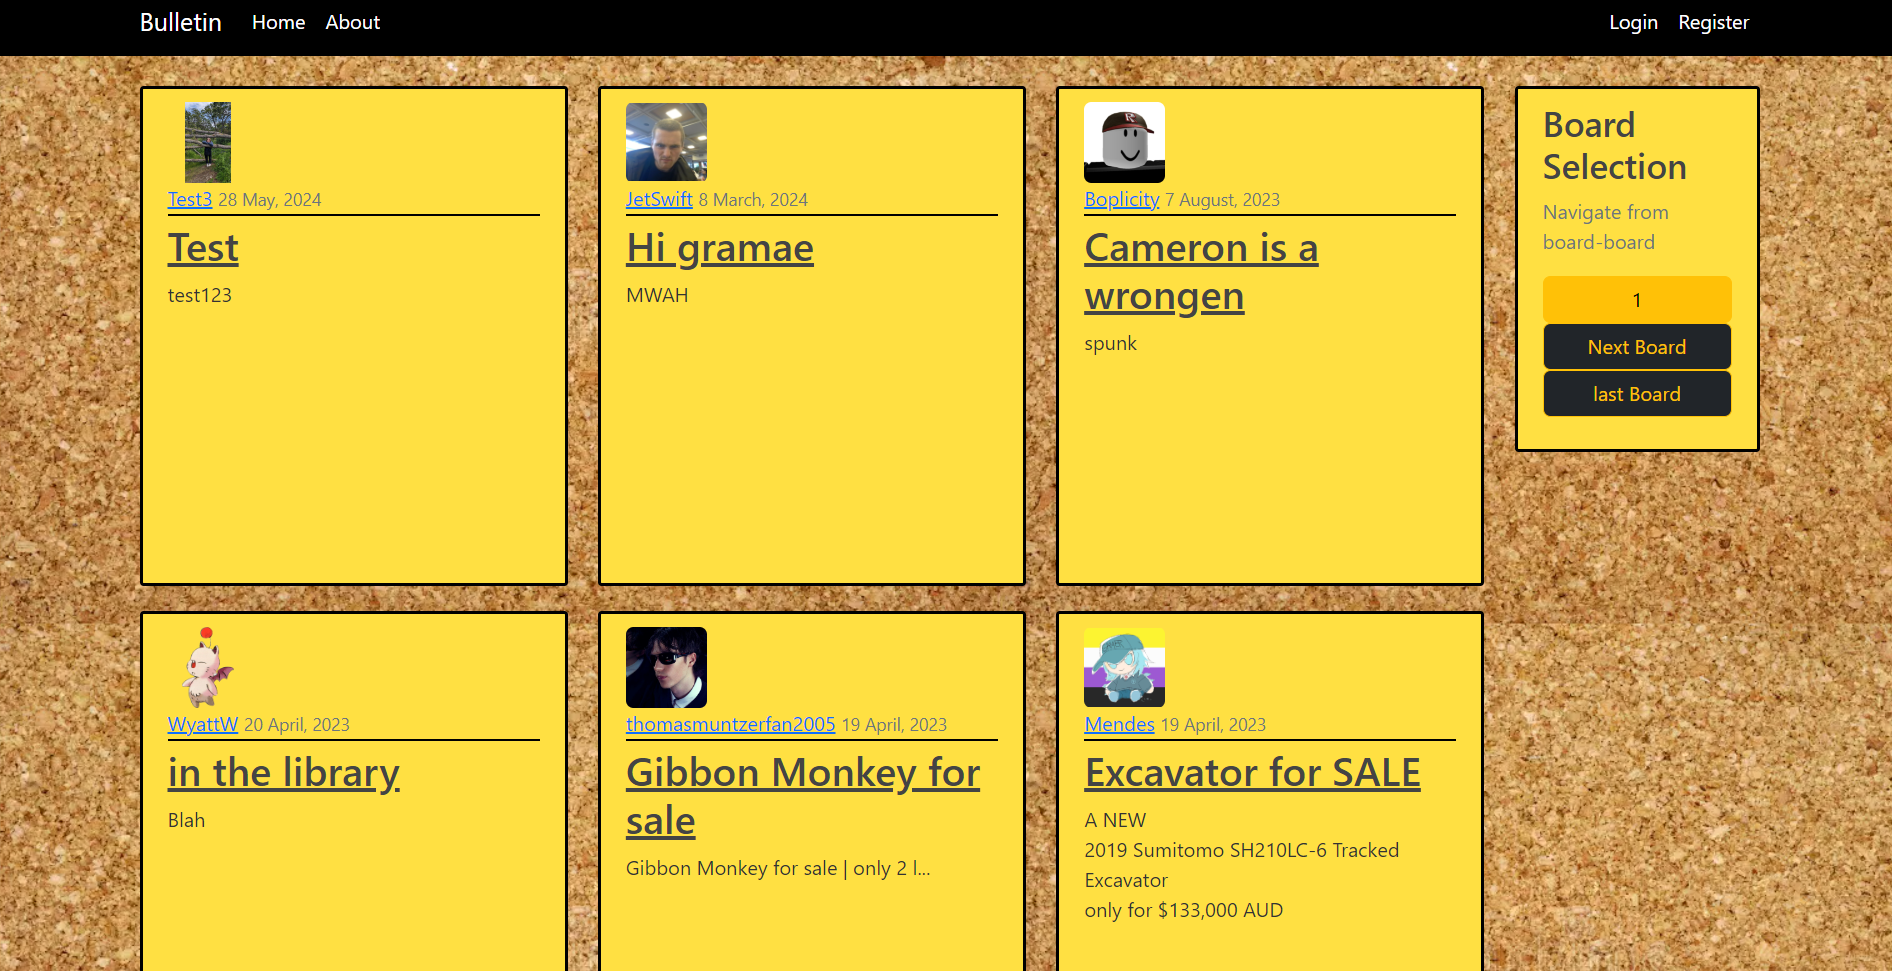 Bulletin Home About Login Register
Test3 28 May, 2024
Test
test123
JetSwift 8 March, 2024
Hi gramae
MWAH
Boplicity 7 August, 2023
Cameron is a
wrongen
spunk
Board
Selection
Navigate from
board-board
1
Next Board
last Board
WyattW 20 April, 2023
in the library
Blah
thomasmuntzerfan2005 19 April, 2023
Gibbon Monkey for
sale
Gibbon Monkey for sale | only 2 l...
Mendes 19 April, 2023
Excavator for SALE
A NEW
2019 Sumitomo SH210LC-6 Tracked
Excavator
only for $133,000 AUD